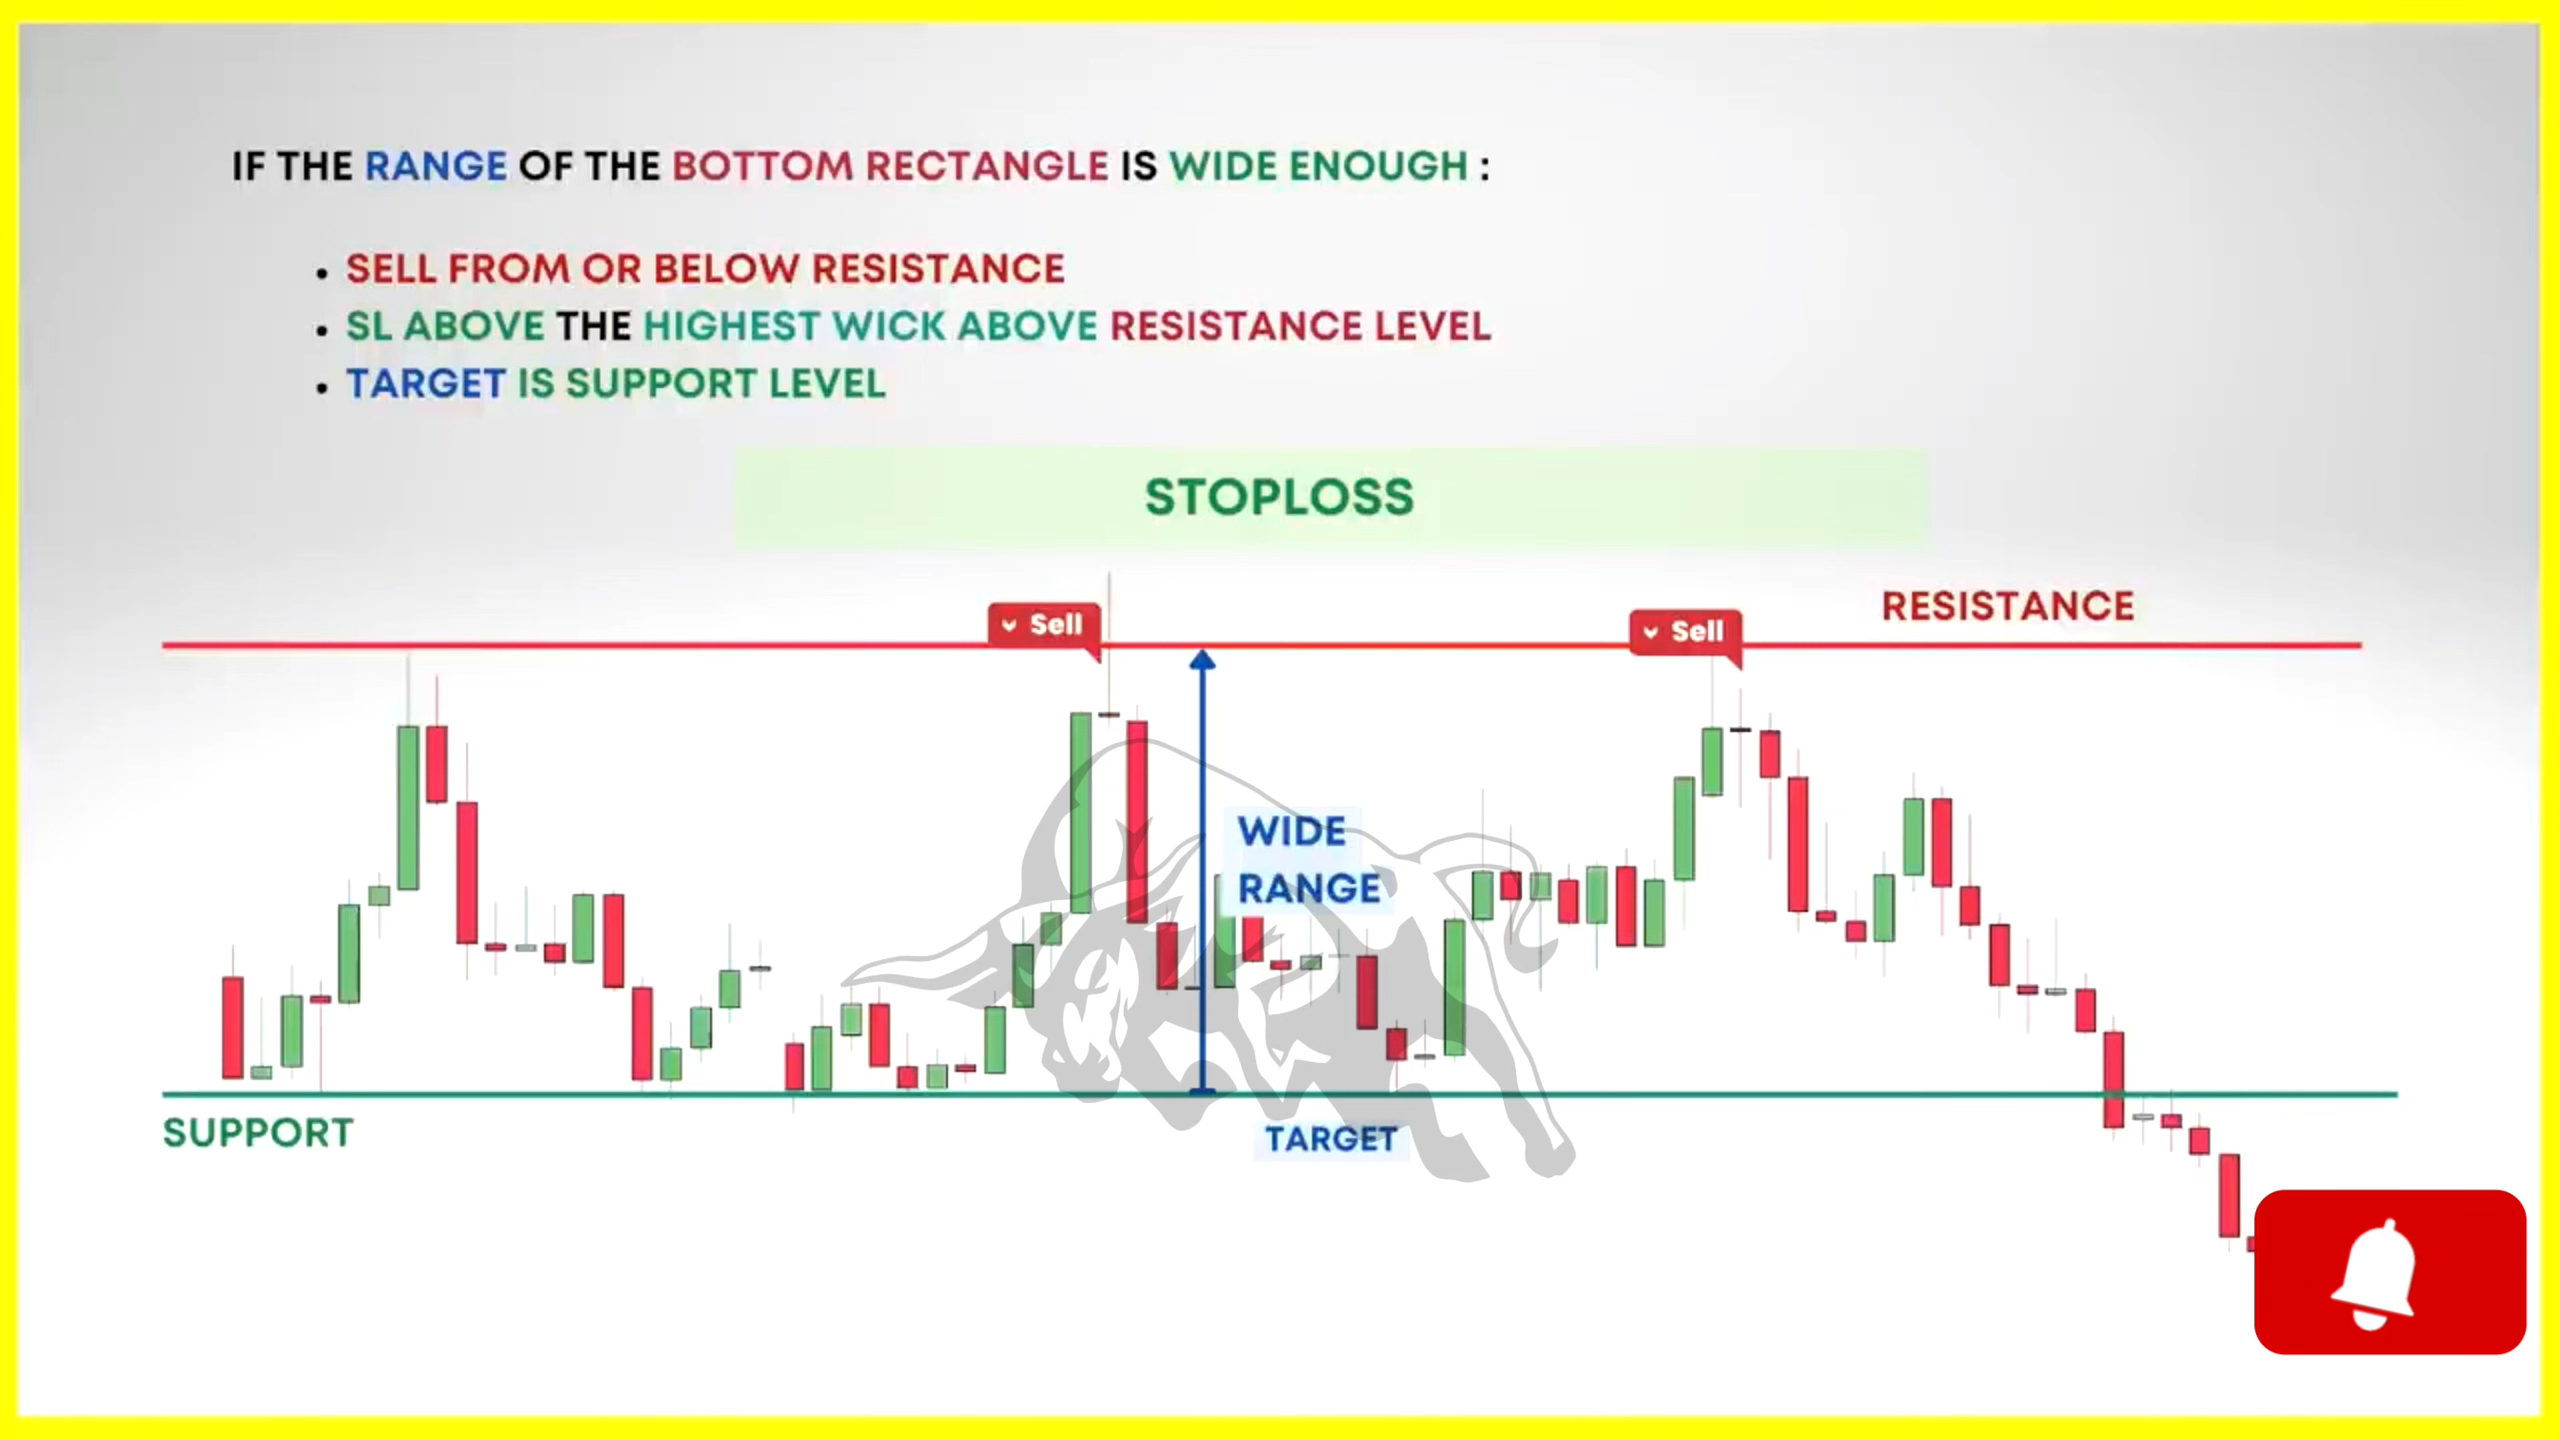 IF THE RANGE OF THE BOTTOM RECTANGLE IS WIDE ENOUGH :
• SELL FROM OR BELOW RESISTANCE
• SL ABOVE THE HIGHEST WICK ABOVE RESISTANCE LEVEL
• TARGET IS SUPPORT LEVEL
STOPLOSS
RESISTANCE
Sell
Sell
WIDE
RANGE
SUPPORT
TARGET